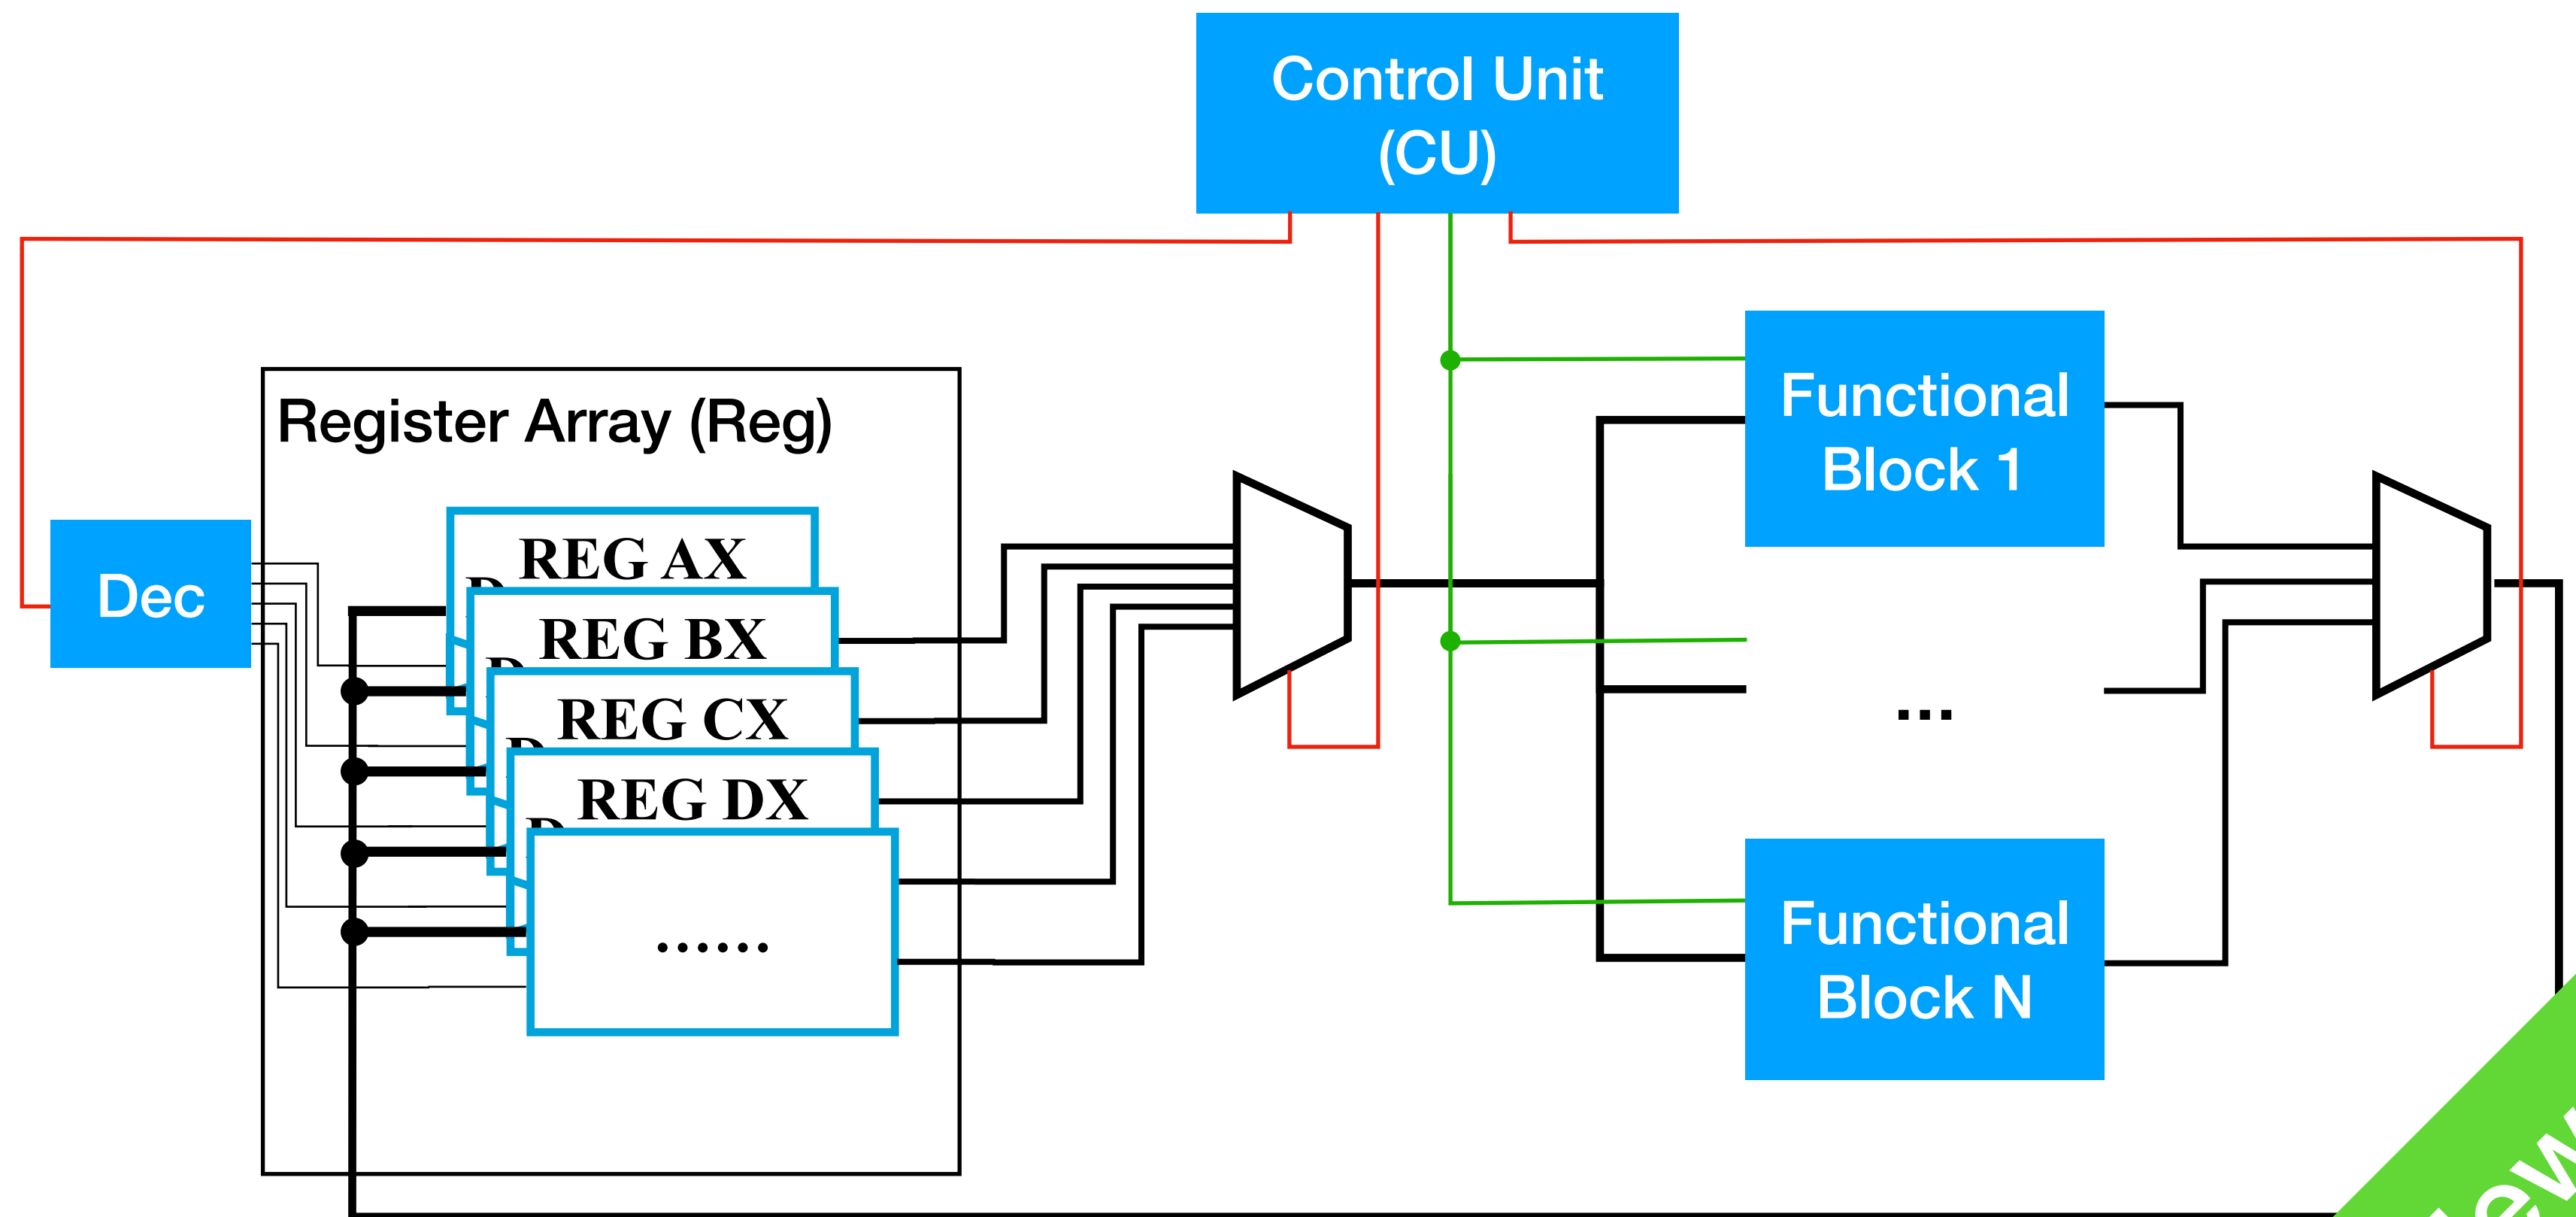 Control Unit
(CU)
Register Array (Reg)
Dec
REG AX
D
REG BX
D
REG CX
D
REG DX
D
......
Functional
Block 1
...
Functional
Block N